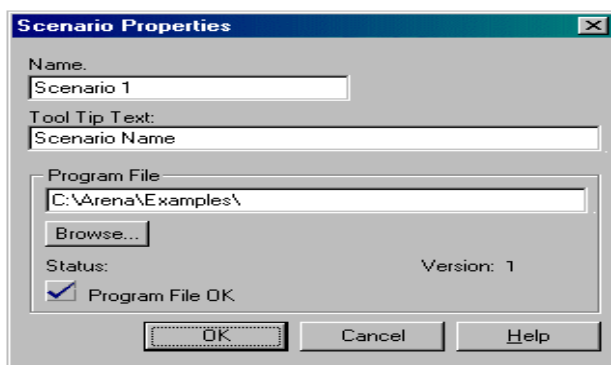 Scenario Properties
Name.
Scenario 1
Tool Tip Text:
Scenario Name
Program File
C:\Arena\Examples\
Browse...
Status: Version: 1
Program File OK
OK Cancel Help